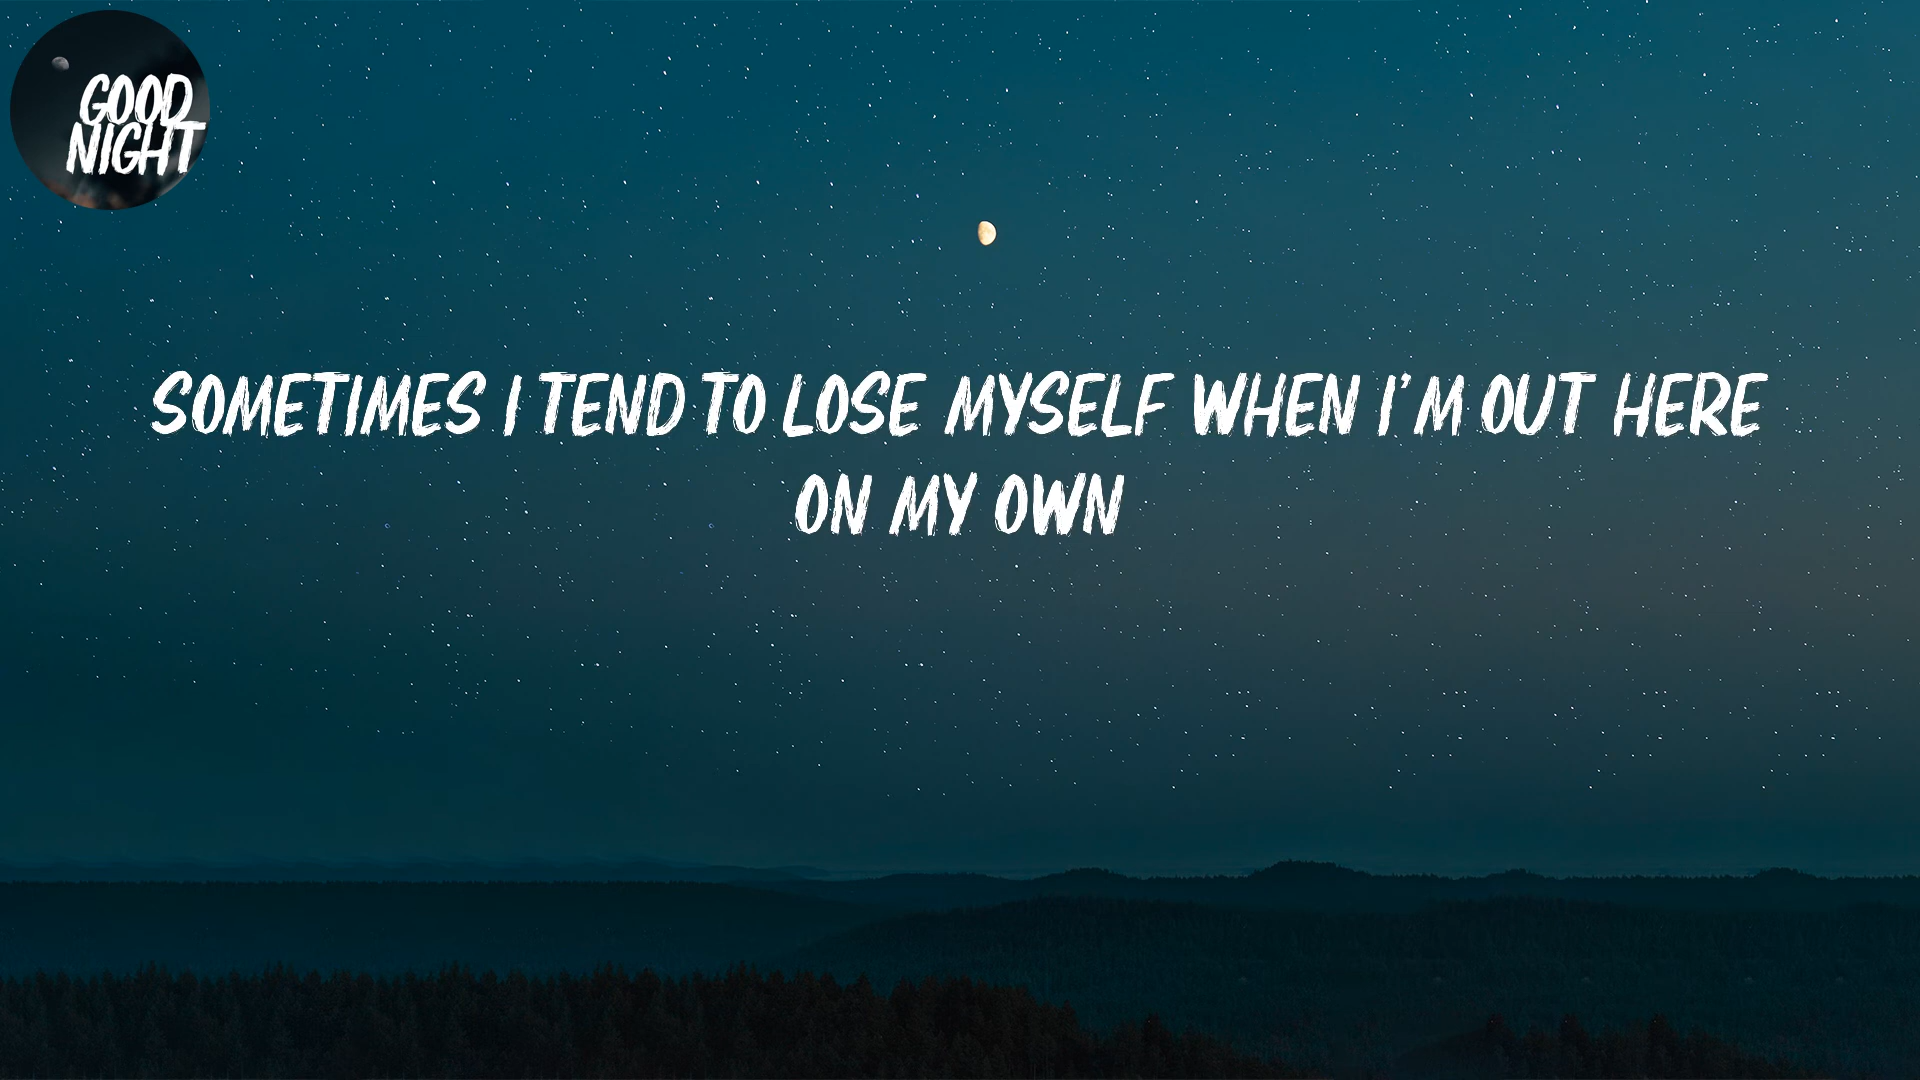 GOOD
NIGHT
SOMETIMES I TEND TO LOSE MYSELF WHEN I'M OUT HERE
ON MY OWN